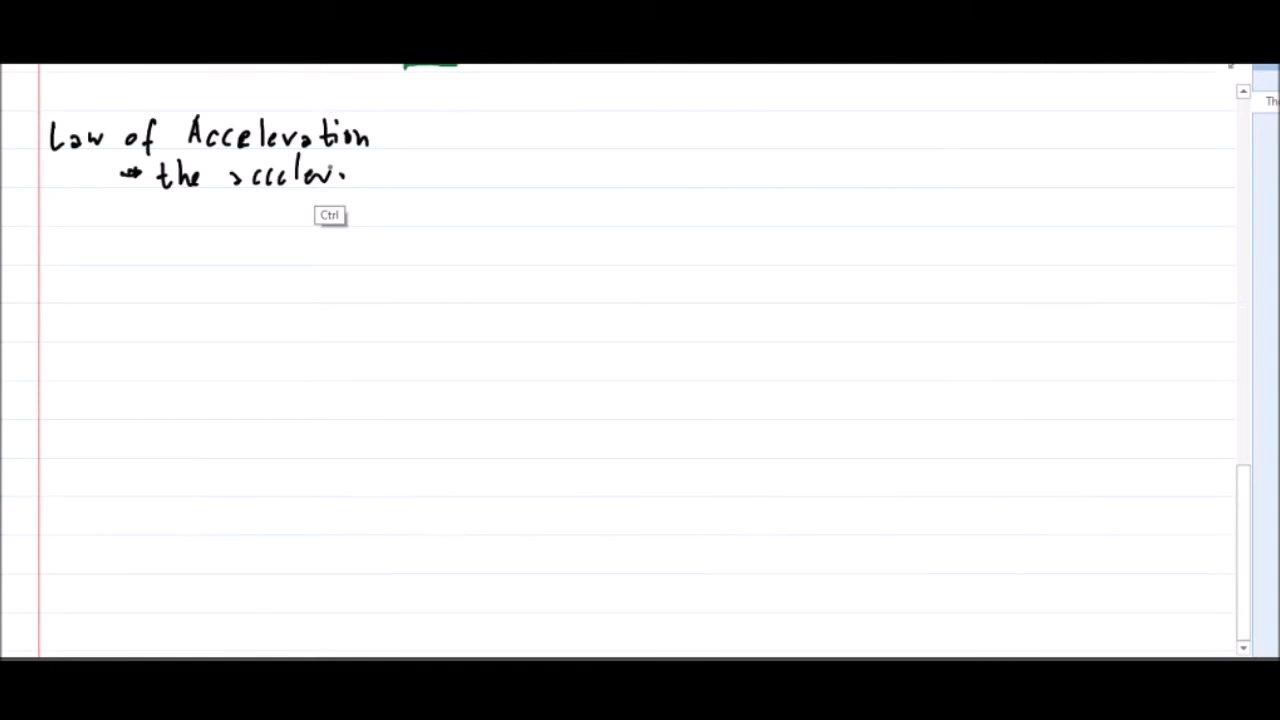 Law of Acceleration
→ the acceler
Ctrl